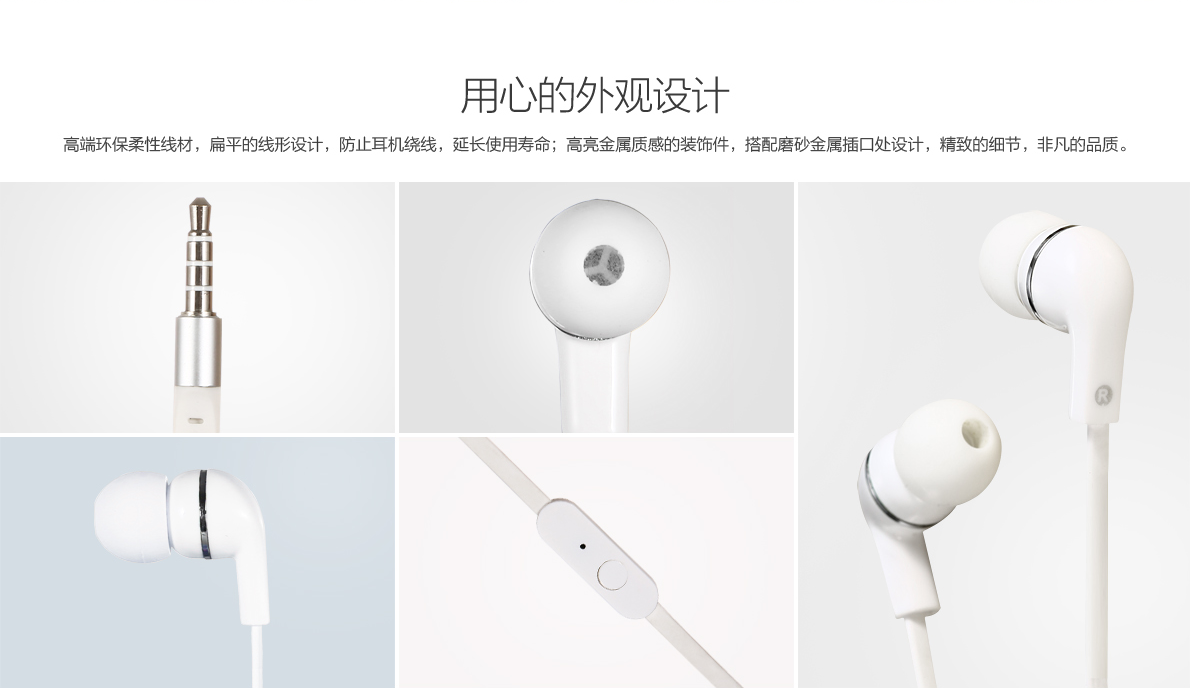 用心的外观设计
高端环保柔性线材，扁平的线形设计，防止耳机绕线，延长使用寿命；高亮金属质感的装饰件，搭配磨砂金属插口处设计，精致的细节，非凡的品质。
R